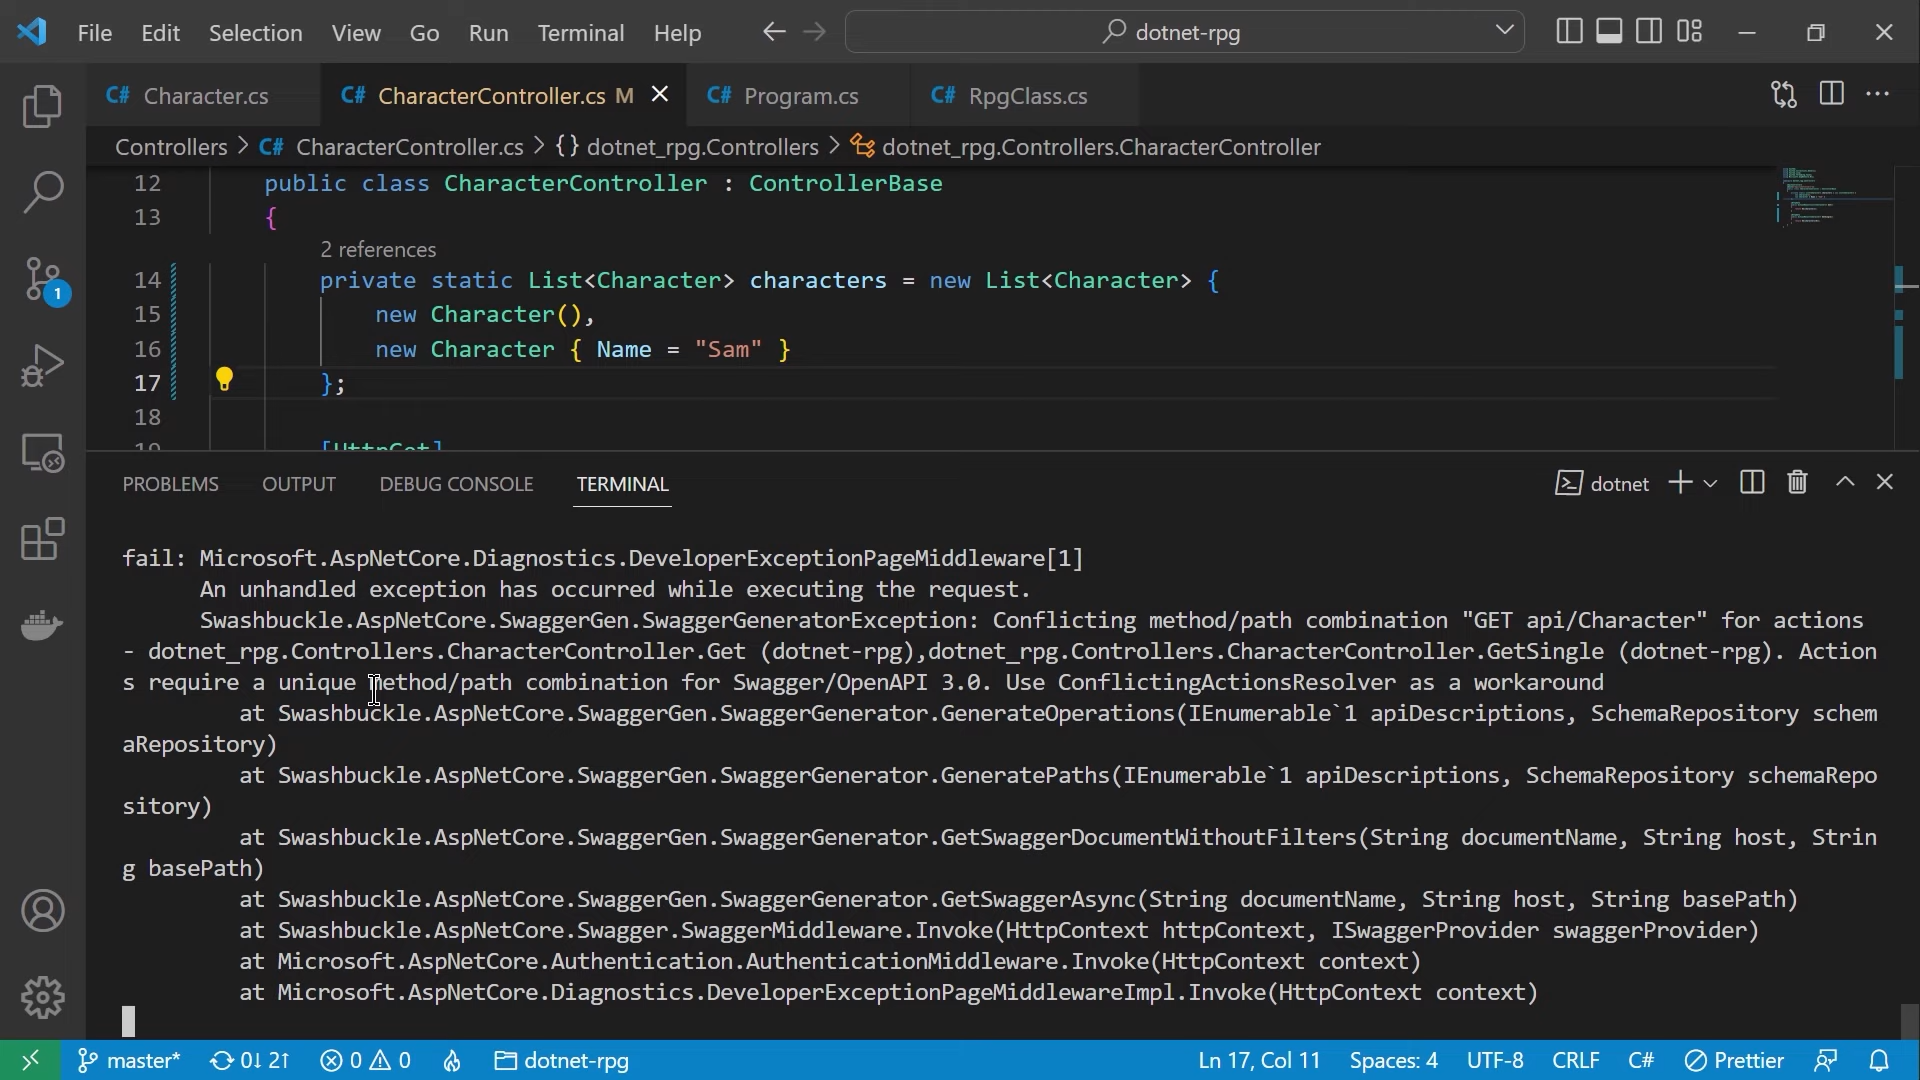 File Edit Selection View Go Run Terminal Help dotnet-rpg
C# Character.cs C# CharacterController.cs M C# Program.cs C# RpgClass.cs
Controllers > C# CharacterController.cs > {} dotnet_rpg.Controllers > dotnet_rpg.Controllers.CharacterController
12 public class CharacterController : ControllerBase
13 {
2 references
14 private static List<Character> characters = new List<Character> {
15 new Character(),
1
16 new Character { Name = "Sam" }
17 };
18
19 [HttpGet]
PROBLEMS OUTPUT DEBUG CONSOLE TERMINAL dotnet
fail: Microsoft.AspNetCore.Diagnostics.DeveloperExceptionPageMiddleware[1]
An unhandled exception has occurred while executing the request.
Swashbuckle.AspNetCore.SwaggerGen.SwaggerGeneratorException: Conflicting method/path combination "GET api/Character" for actions
- dotnet_rpg.Controllers.CharacterController.Get (dotnet-rpg),dotnet_rpg.Controllers.CharacterController.GetSingle (dotnet-rpg). Action
s require a unique method/path combination for Swagger/OpenAPI 3.0. Use ConflictingActionsResolver as a workaround
at Swashbuckle.AspNetCore.SwaggerGen.SwaggerGenerator.GenerateOperations(IEnumerable`1 apiDescriptions, SchemaRepository schem
aRepository)
at Swashbuckle.AspNetCore.SwaggerGen.SwaggerGenerator.GeneratePaths(IEnumerable`1 apiDescriptions, SchemaRepository schemaRepo
sitory)
at Swashbuckle.AspNetCore.SwaggerGen.SwaggerGenerator.GetSwaggerDocumentWithoutFilters(String documentName, String host, Strin
g basePath)
at Swashbuckle.AspNetCore.SwaggerGen.SwaggerGenerator.GetSwaggerAsync(String documentName, String host, String basePath)
at Swashbuckle.AspNetCore.Swagger.SwaggerMiddleware.Invoke(HttpContext httpContext, ISwaggerProvider swaggerProvider)
at Microsoft.AspNetCore.Authentication.AuthenticationMiddleware.Invoke(HttpContext context)
at Microsoft.AspNetCore.Diagnostics.DeveloperExceptionPageMiddlewareImpl.Invoke(HttpContext context)
master* 0↓ 2↑ 0 0 dotnet-rpg Ln 17, Col 11 Spaces: 4 UTF-8 CRLF C# Prettier